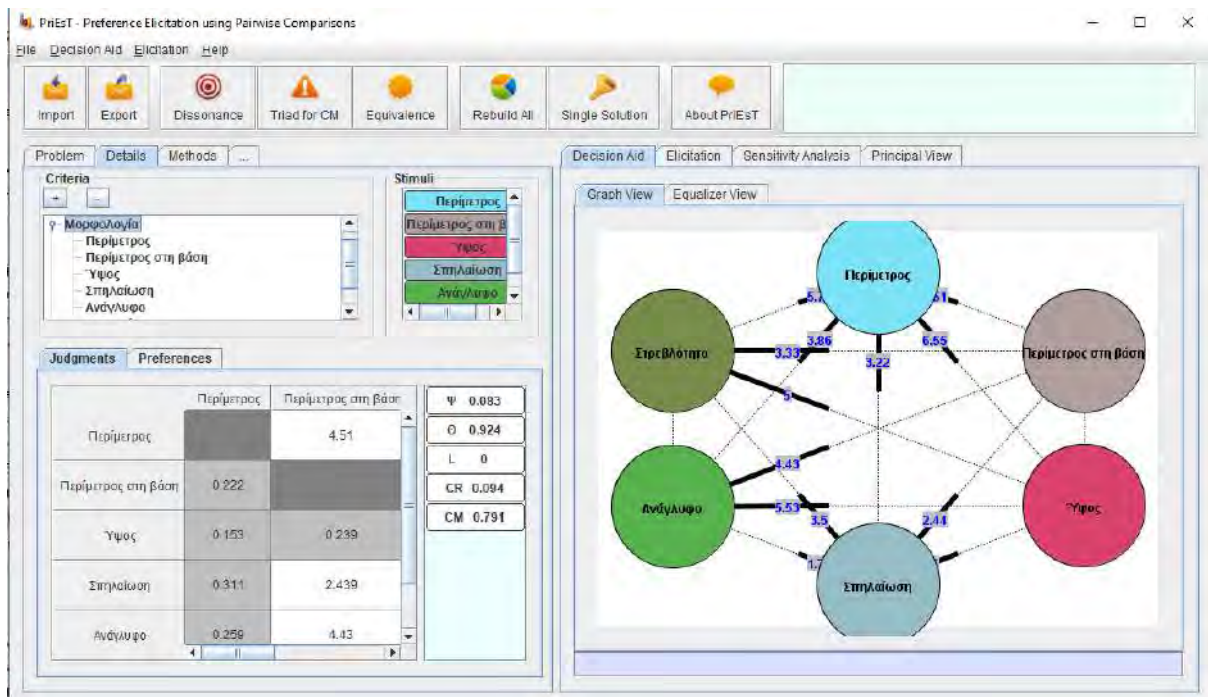 PriEsT - Preference Elicitation using Pairwise Comparisons
File Decision Aid Elicitation Help
Import Export Dissonance Triad for CM Equivalence Rebuild All Single Solution About PriEsT
Problem Details Methods ...
Criteria
+ -
Μορφολογία
Περίμετρος
Περίμετρος στη βάση
Ύψος
Σπηλαίωση
Ανάγλυφο
Stimuli
Περίμετρος
Περίμετρος στη β
Ύψος
Σπηλαίωση
Ανάγλυφο
Judgments Preferences
Περίμετρος Περίμετρος στη βάση
Περίμετρος 4.51
Περίμετρος στη βάση 0.222
Ύψος 0.153 0.239
Σπηλαίωση 0.311 2.439
Ανάγλυφο 0.259 4.43
Ψ 0.083
Θ 0.924
L 0
CR 0.094
CM 0.791
Decision Aid Elicitation Sensitivity Analysis Principal View
Graph View Equalizer View
Περίμετρος
Στρεβλότητα
Περίμετρος στη βάση
Ανάγλυφο
Ύψος
Σπηλαίωση
3.86
6.55
3.33
3.22
5
4.43
5.53
3.5
2.44